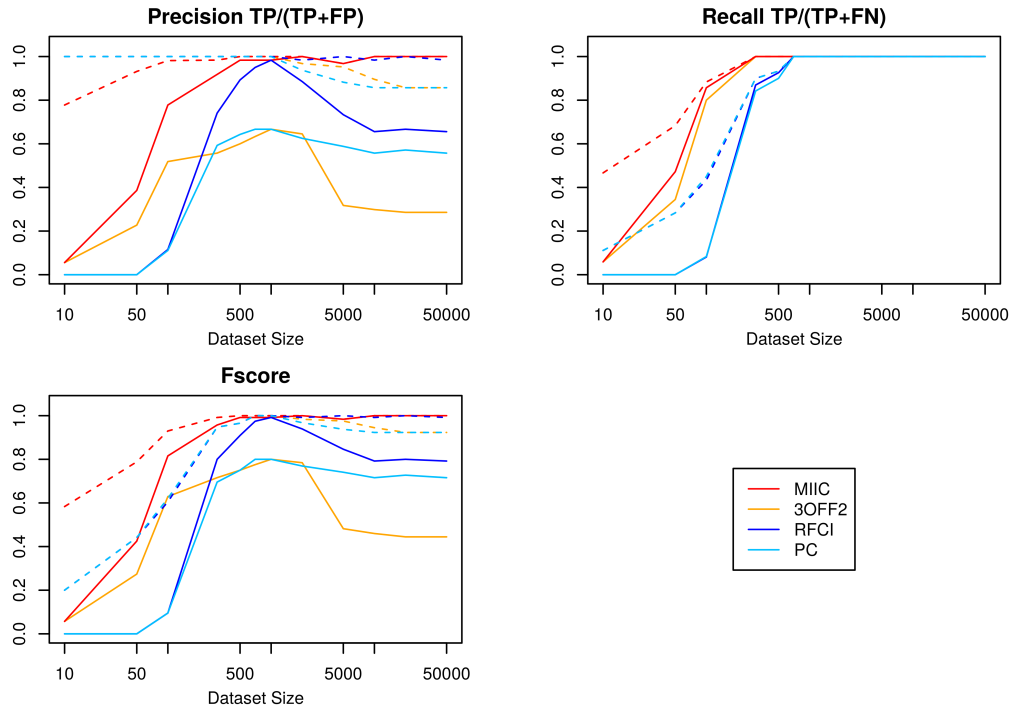 Precision TP/(TP+FP)
0.0 0.2 0.4 0.6 0.8 1.0
10 50 500 5000 50000
Dataset Size
Recall TP/(TP+FN)
0.0 0.2 0.4 0.6 0.8 1.0
10 50 500 5000 50000
Dataset Size
Fscore
0.0 0.2 0.4 0.6 0.8 1.0
10 50 500 5000 50000
Dataset Size
MIIC
3OFF2
RFCI
PC